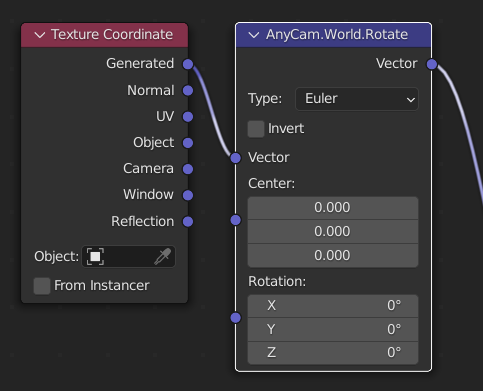 Texture Coordinate
Generated
Normal
UV
Object
Camera
Window
Reflection
Object:
From Instancer
AnyCam.World.Rotate
Vector
Type: Euler
Invert
Vector
Center:
0.000
0.000
0.000
Rotation:
X 0°
Y 0°
Z 0°